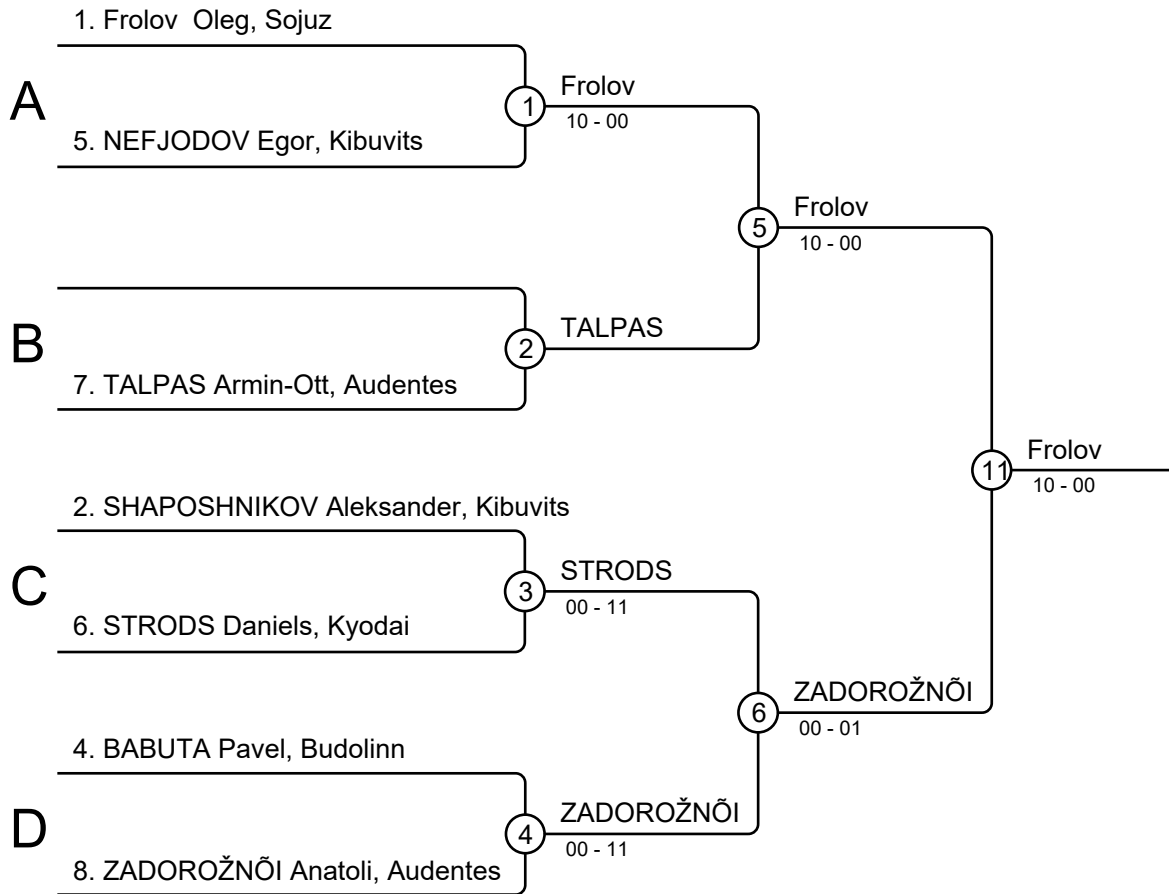 1. Frolov  Oleg, Sojuz
A
1
Frolov
10 - 00
5. NEFJODOV Egor, Kibuvits
5
Frolov
10 - 00
B
2
TALPAS
7. TALPAS Armin-Ott, Audentes
11
Frolov
10 - 00
2. SHAPOSHNIKOV Aleksander, Kibuvits
C
3
STRODS
00 - 11
6. STRODS Daniels, Kyodai
6
ZADOROŽNÕI
00 - 01
4. BABUTA Pavel, Budolinn
D
4
ZADOROŽNÕI
00 - 11
8. ZADOROŽNÕI Anatoli, Audentes